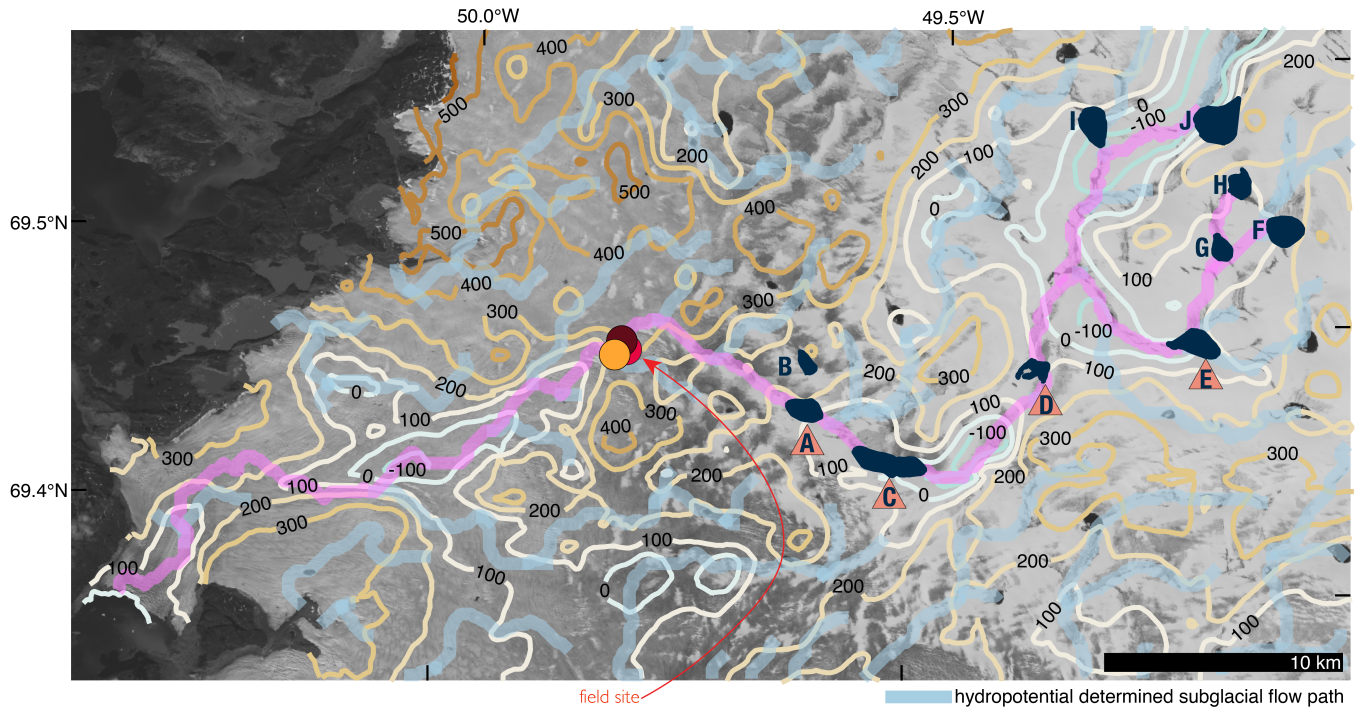 50.0°W 49.5°W
400 200
500 300 300 0
-100 I J
200 200 100
500 H
400 0
69.5°N 500 F
400 G
400 100
300 300
0 -100
0 200 B 200 300 100 E
100 300 100 D
400 -100 300
300 A 300
0 -100 200 100 200
69.4°N 100 C 0
200 200
300
100 200
100 100 200
0 100 100
10 km
field site hydropotential determined subglacial flow path